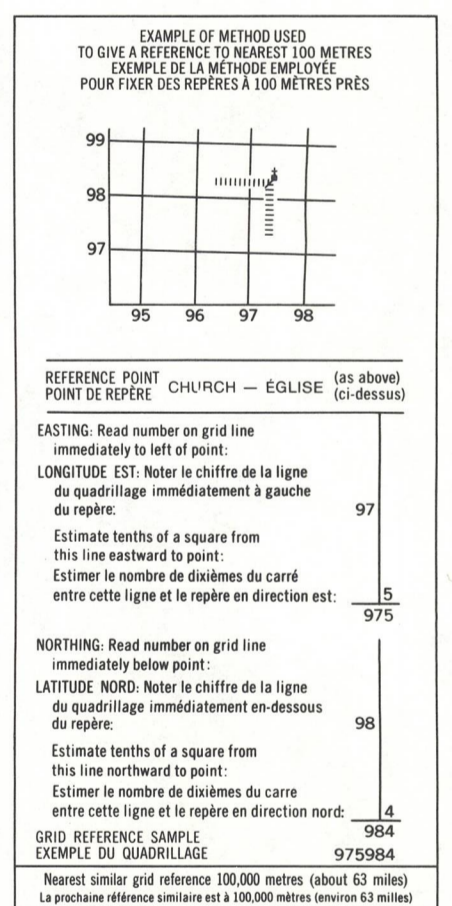 EXAMPLE OF METHOD USED
TO GIVE A REFERENCE TO NEAREST 100 METRES
EXEMPLE DE LA MÉTHODE EMPLOYÉE
POUR FIXER DES REPÈRES À 100 MÈTRES PRÈS
99
98
97
95 96 97 98
REFERENCE POINT
POINT DE REPÈRE
CHURCH — ÉGLISE
(as above)
(ci-dessus)
EASTING: Read number on grid line
immediately to left of point:
LONGITUDE EST: Noter le chiffre de la ligne
du quadrillage immédiatement à gauche
du repère: 97
Estimate tenths of a square from
this line eastward to point:
Estimer le nombre de dixièmes du carré
entre cette ligne et le repère en direction est: 5
975
NORTHING: Read number on grid line
immediately below point:
LATITUDE NORD: Noter le chiffre de la ligne
du quadrillage immédiatement en-dessous
du repère: 98
Estimate tenths of a square from
this line northward to point:
Estimer le nombre de dixièmes du carre
entre cette ligne et le repère en direction nord: 4
984
GRID REFERENCE SAMPLE
EXEMPLE DU QUADRILLAGE 975984
Nearest similar grid reference 100,000 metres (about 63 miles)
La prochaine référence similaire est à 100,000 mètres (environ 63 milles)